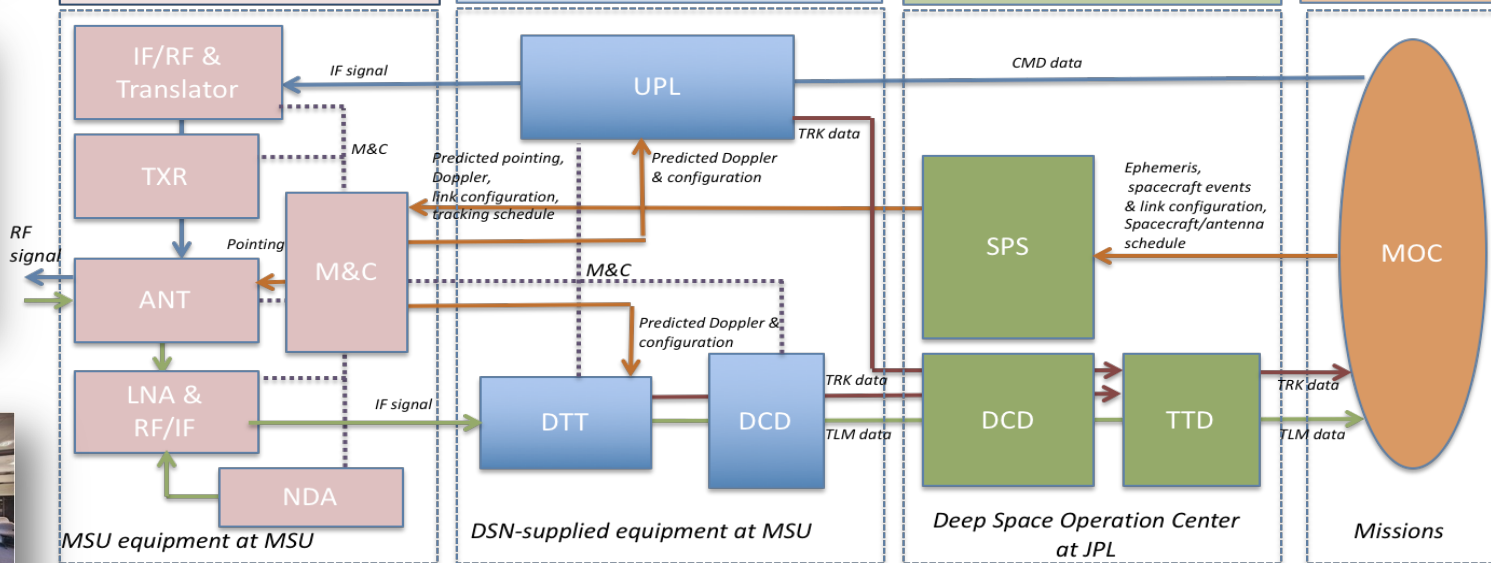 IF/RF &
Translator
IF signal
UPL
CMD data
TRK data
M&C
TXR
Predicted pointing,
Doppler,
link configuration,
tracking schedule
Predicted Doppler
& configuration
Ephemeris,
spacecraft events
& link configuration,
Spacecraft/antenna
schedule
SPS
MOC
RF
signal
Pointing
M&C
M&C
ANT
Predicted Doppler &
configuration
LNA &
RF/IF
IF signal
DTT
DCD
TRK data
TLM data
DCD
TTD
TRK data
TLM data
NDA
MSU equipment at MSU
DSN-supplied equipment at MSU
Deep Space Operation Center
at JPL
Missions